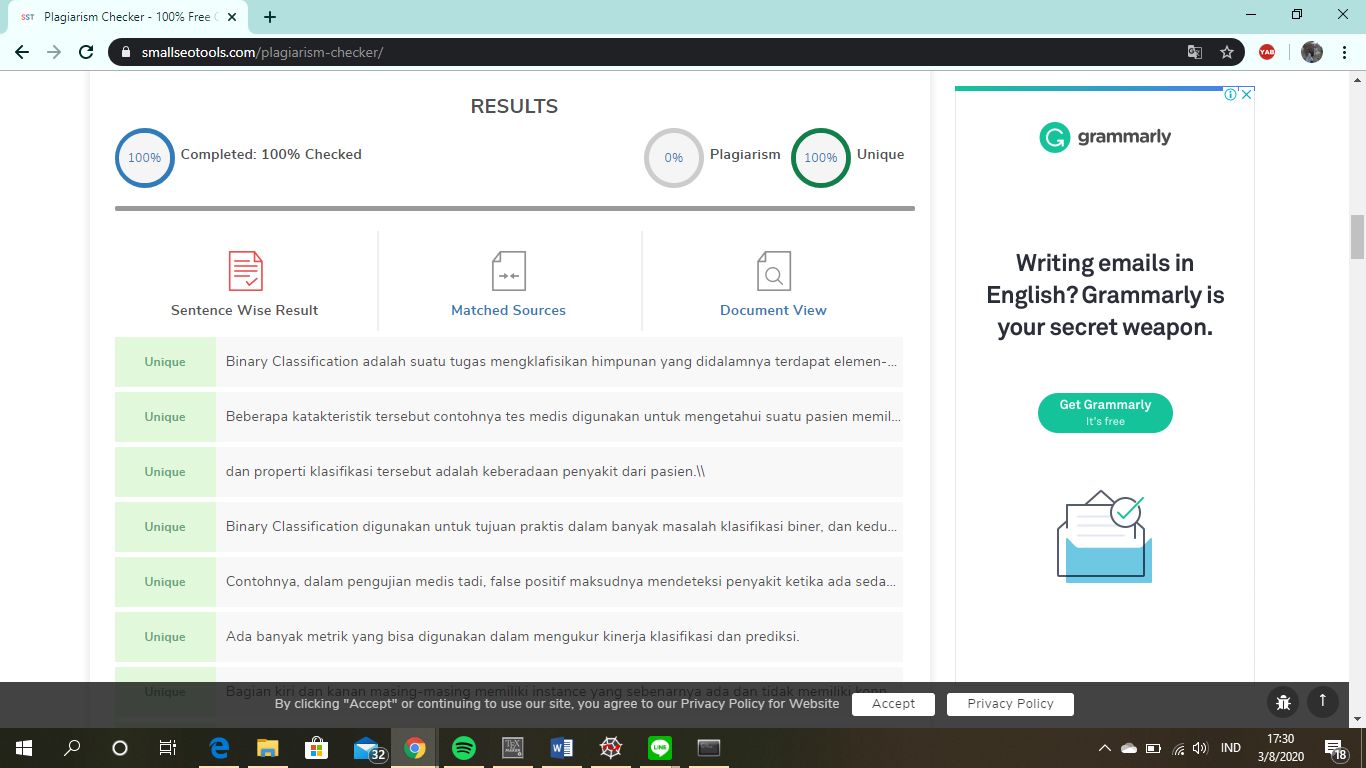 SST Plagiarism Checker - 100% Free
smallseotools.com/plagiarism-checker/
YAB
RESULTS
100% Completed: 100% Checked
0% Plagiarism 100% Unique
Sentence Wise Result
Matched Sources
Document View
Unique Binary Classification adalah suatu tugas mengklafisikan himpunan yang didalamnya terdapat elemen-...
Unique Beberapa katakteristik tersebut contohnya tes medis digunakan untuk mengetahui suatu pasien memil...
Unique dan properti klasifikasi tersebut adalah keberadaan penyakit dari pasien.\\
Unique Binary Classification digunakan untuk tujuan praktis dalam banyak masalah klasifikasi biner, dan kedu...
Unique Contohnya, dalam pengujian medis tadi, false positif maksudnya mendeteksi penyakit ketika ada seda...
Unique Ada banyak metrik yang bisa digunakan dalam mengukur kinerja klasifikasi dan prediksi.
Unique Bagian kiri dan kanan masing-masing memiliki instance yang sebenarnya ada dan tidak memiliki
By clicking "Accept" or continuing to use our site, you agree to our Privacy Policy for Website
Accept
Privacy Policy
grammarly
Writing emails in
English? Grammarly is
your secret weapon.
Get Grammarly
It's free
32
TEX
MAKER
LINE
IND
17:30
3/8/2020
18